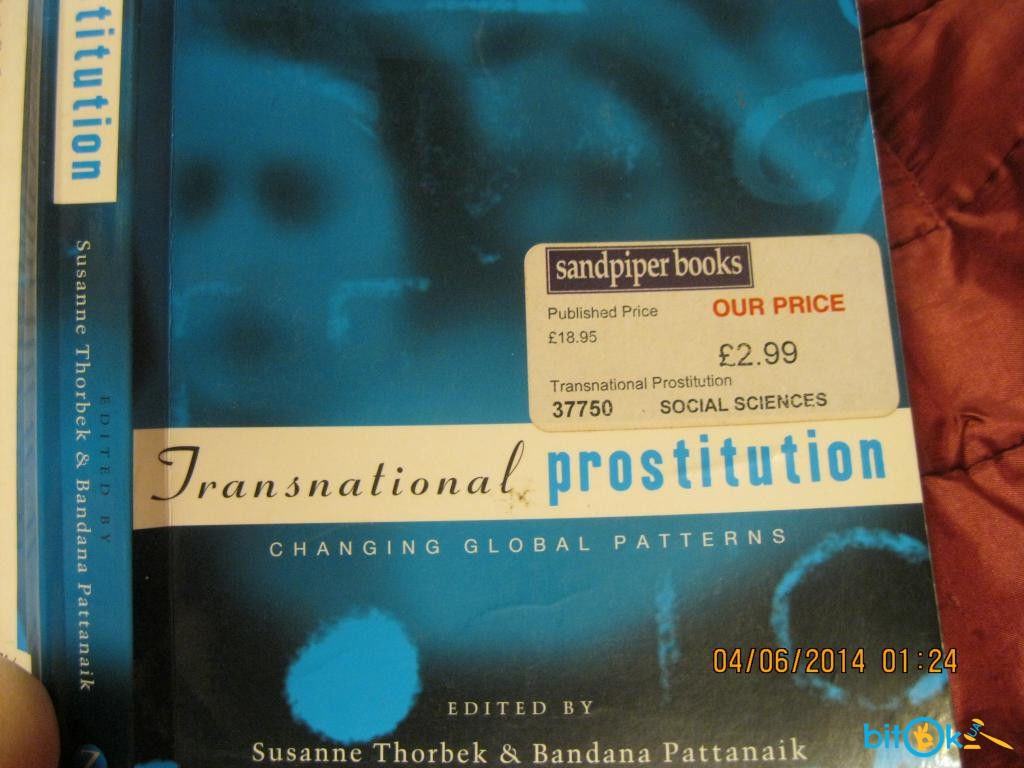 titution
EDITED BY
Susanne Thorbek & Bandana Pattanaik
sandpiper books
Published Price
OUR PRICE
£18.95
£2.99
Transnational Prostitution
37750 SOCIAL SCIENCES
Transnational prostitution
CHANGING GLOBAL PATTERNS
04/06/2014 01:24
EDITED BY
Susanne Thorbek & Bandana Pattanaik
bitOk.UA